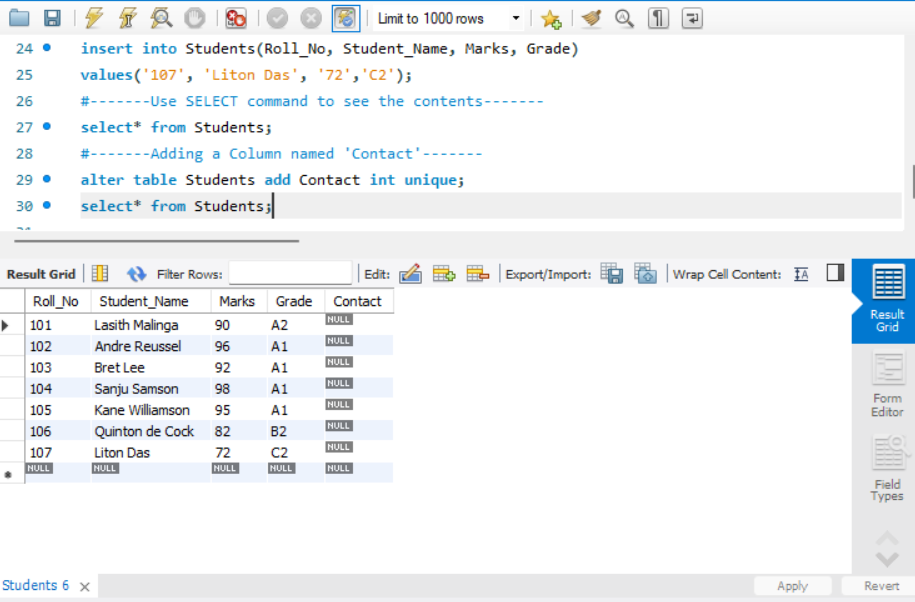 Limit to 1000 rows
24 insert into Students(Roll_No, Student_Name, Marks, Grade)
25 values('107', 'Liton Das', '72','C2');
26 #-------Use SELECT command to see the contents-------
27 select* from Students;
28 #-------Adding a Column named 'Contact'-------
29 alter table Students add Contact int unique;
30 select* from Students;
Result Grid Filter Rows: Edit: Export/Import: Wrap Cell Content:
Roll_No Student_Name Marks Grade Contact
101 Lasith Malinga 90 A2 NULL
102 Andre Reussel 96 A1 NULL
103 Bret Lee 92 A1 NULL
104 Sanju Samson 98 A1 NULL
105 Kane Williamson 95 A1 NULL
106 Quinton de Cock 82 B2 NULL
107 Liton Das 72 C2 NULL
NULL NULL NULL NULL NULL
Result
Grid
Form
Editor
Field
Types
Students 6
Apply Revert